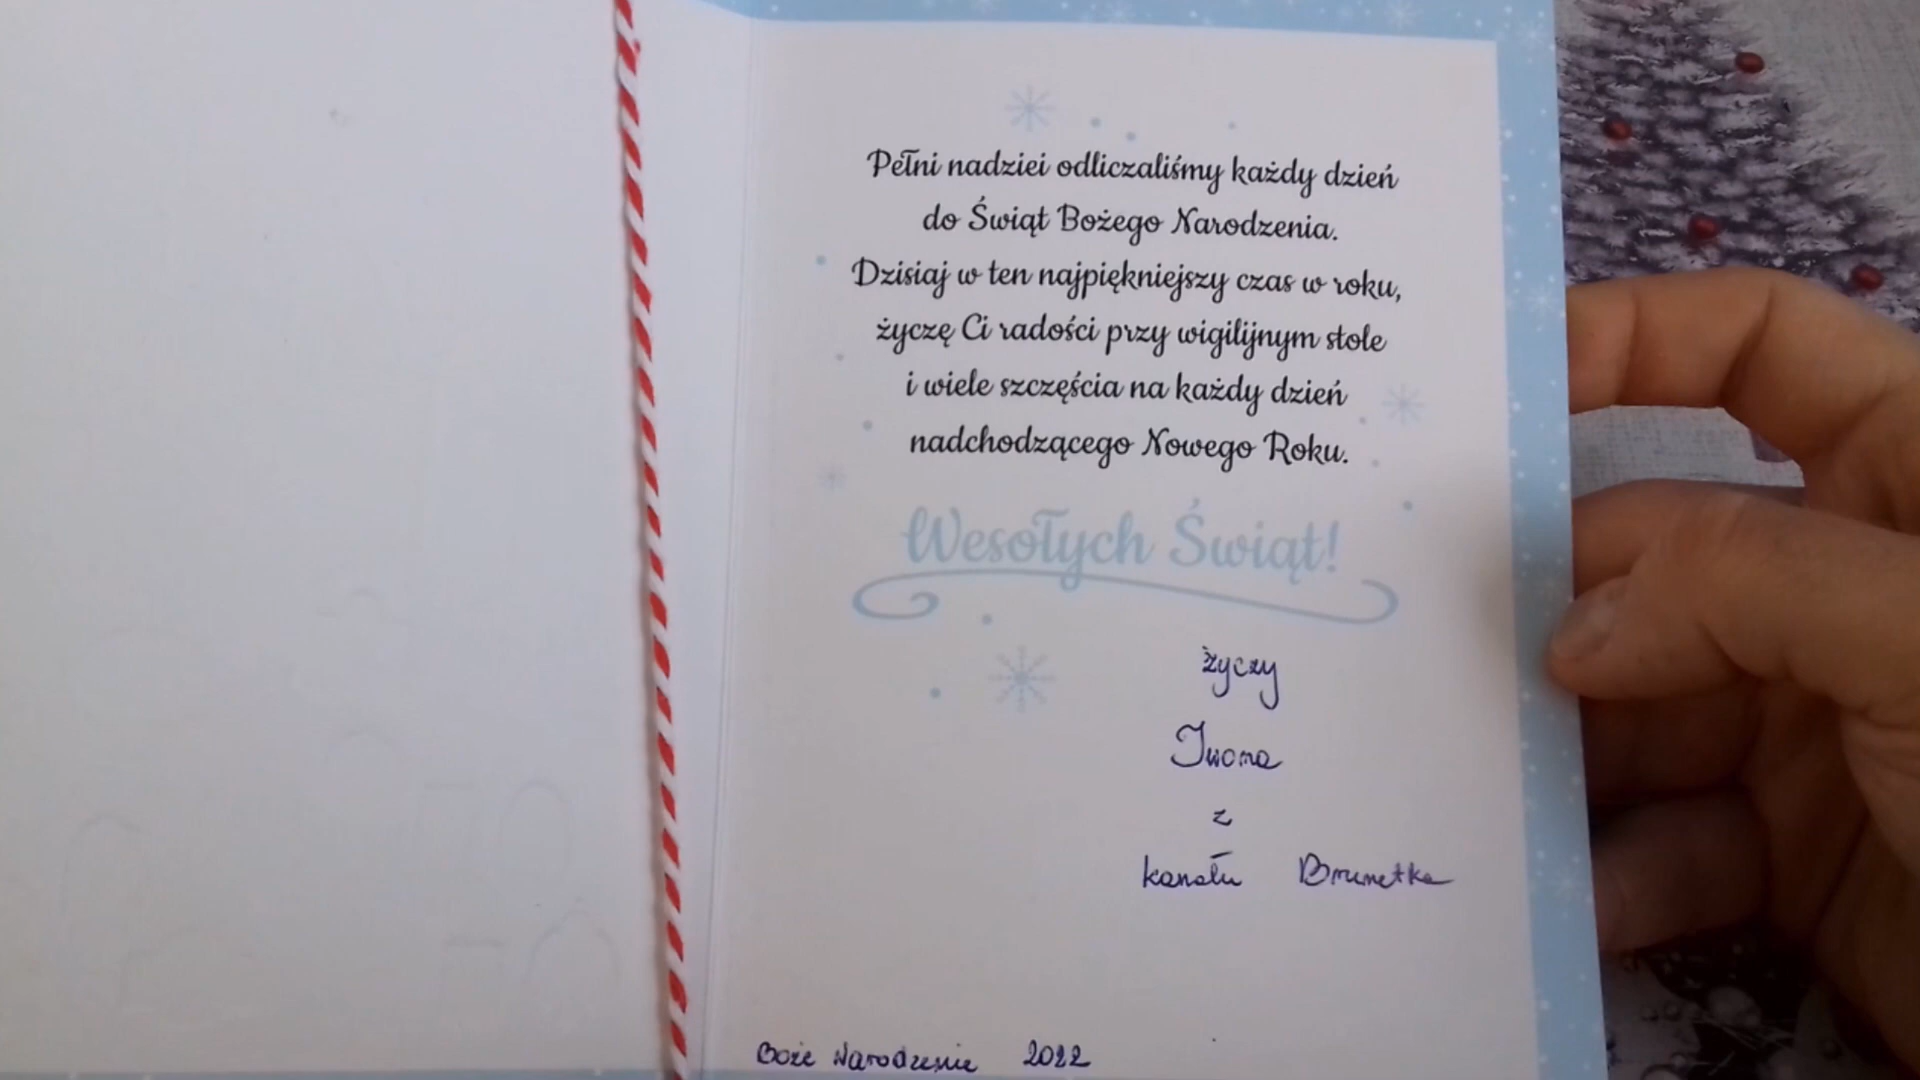 Pełni nadziei odliczaliśmy każdy dzień
do Świąt Bożego Narodzenia.
Dzisiaj w ten najpiękniejszy czas w roku,
życzę Ci radości przy wigilijnym stole
i wiele szczęścia na każdy dzień
nadchodzącego Nowego Roku.
Wesołych Świąt!
życzy
Iwona
z
kanału Brunetka
Boże Narodzenie 2022